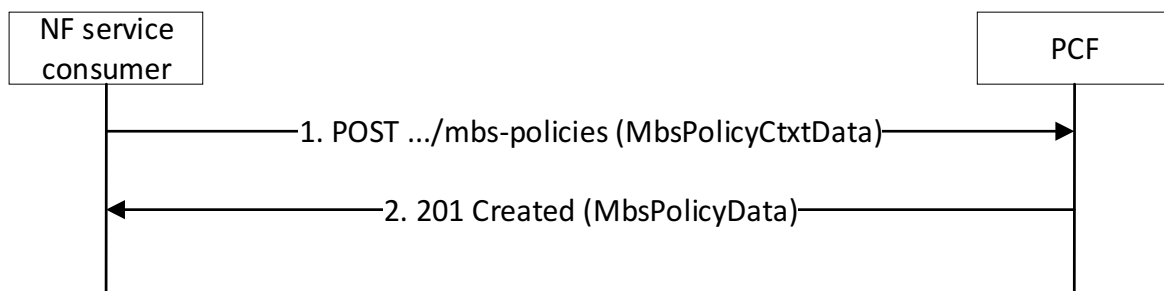 NF service
consumer
PCF
1. POST .../mbs-policies (MbsPolicyCtxtData)
2. 201 Created (MbsPolicyData)